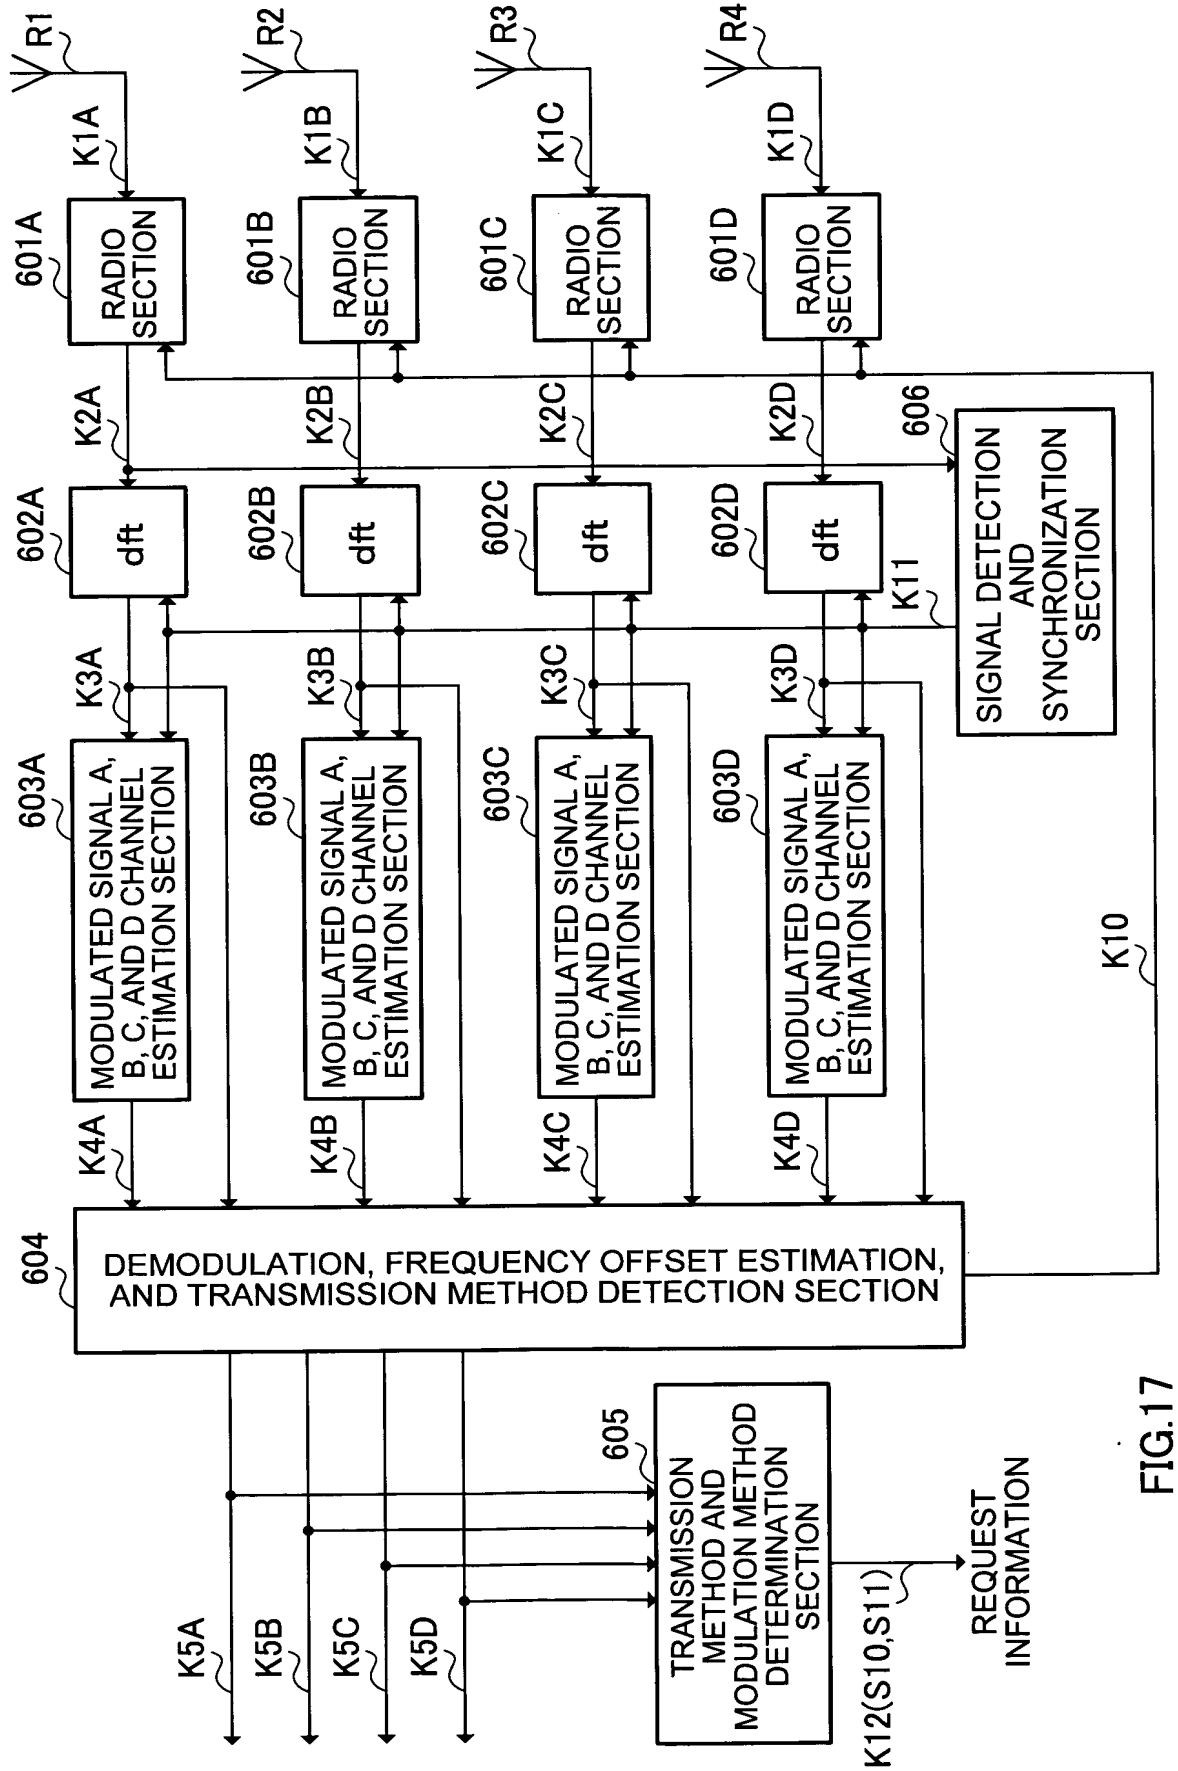 R1
K1A
601A
RADIO
SECTION
K2A
602A
dft
K3A
603A
MODULATED SIGNAL A,
B, C, AND D CHANNEL
ESTIMATION SECTION
K4A
R2
K1B
601B
RADIO
SECTION
K2B
602B
dft
K3B
603B
MODULATED SIGNAL A,
B, C, AND D CHANNEL
ESTIMATION SECTION
K4B
R3
K1C
601C
RADIO
SECTION
K2C
602C
dft
K3C
603C
MODULATED SIGNAL A,
B, C, AND D CHANNEL
ESTIMATION SECTION
K4C
R4
K1D
601D
RADIO
SECTION
K2D
602D
dft
K3D
603D
MODULATED SIGNAL A,
B, C, AND D CHANNEL
ESTIMATION SECTION
K4D
606
SIGNAL DETECTION
AND
SYNCHRONIZATION
SECTION
K11
K10
604
DEMODULATION, FREQUENCY OFFSET ESTIMATION,
AND TRANSMISSION METHOD DETECTION SECTION
K5A
K5B
K5C
K5D
605
TRANSMISSION
METHOD AND
MODULATION METHOD
DETERMINATION
SECTION
K12(S10,S11)
REQUEST
INFORMATION
FIG.17